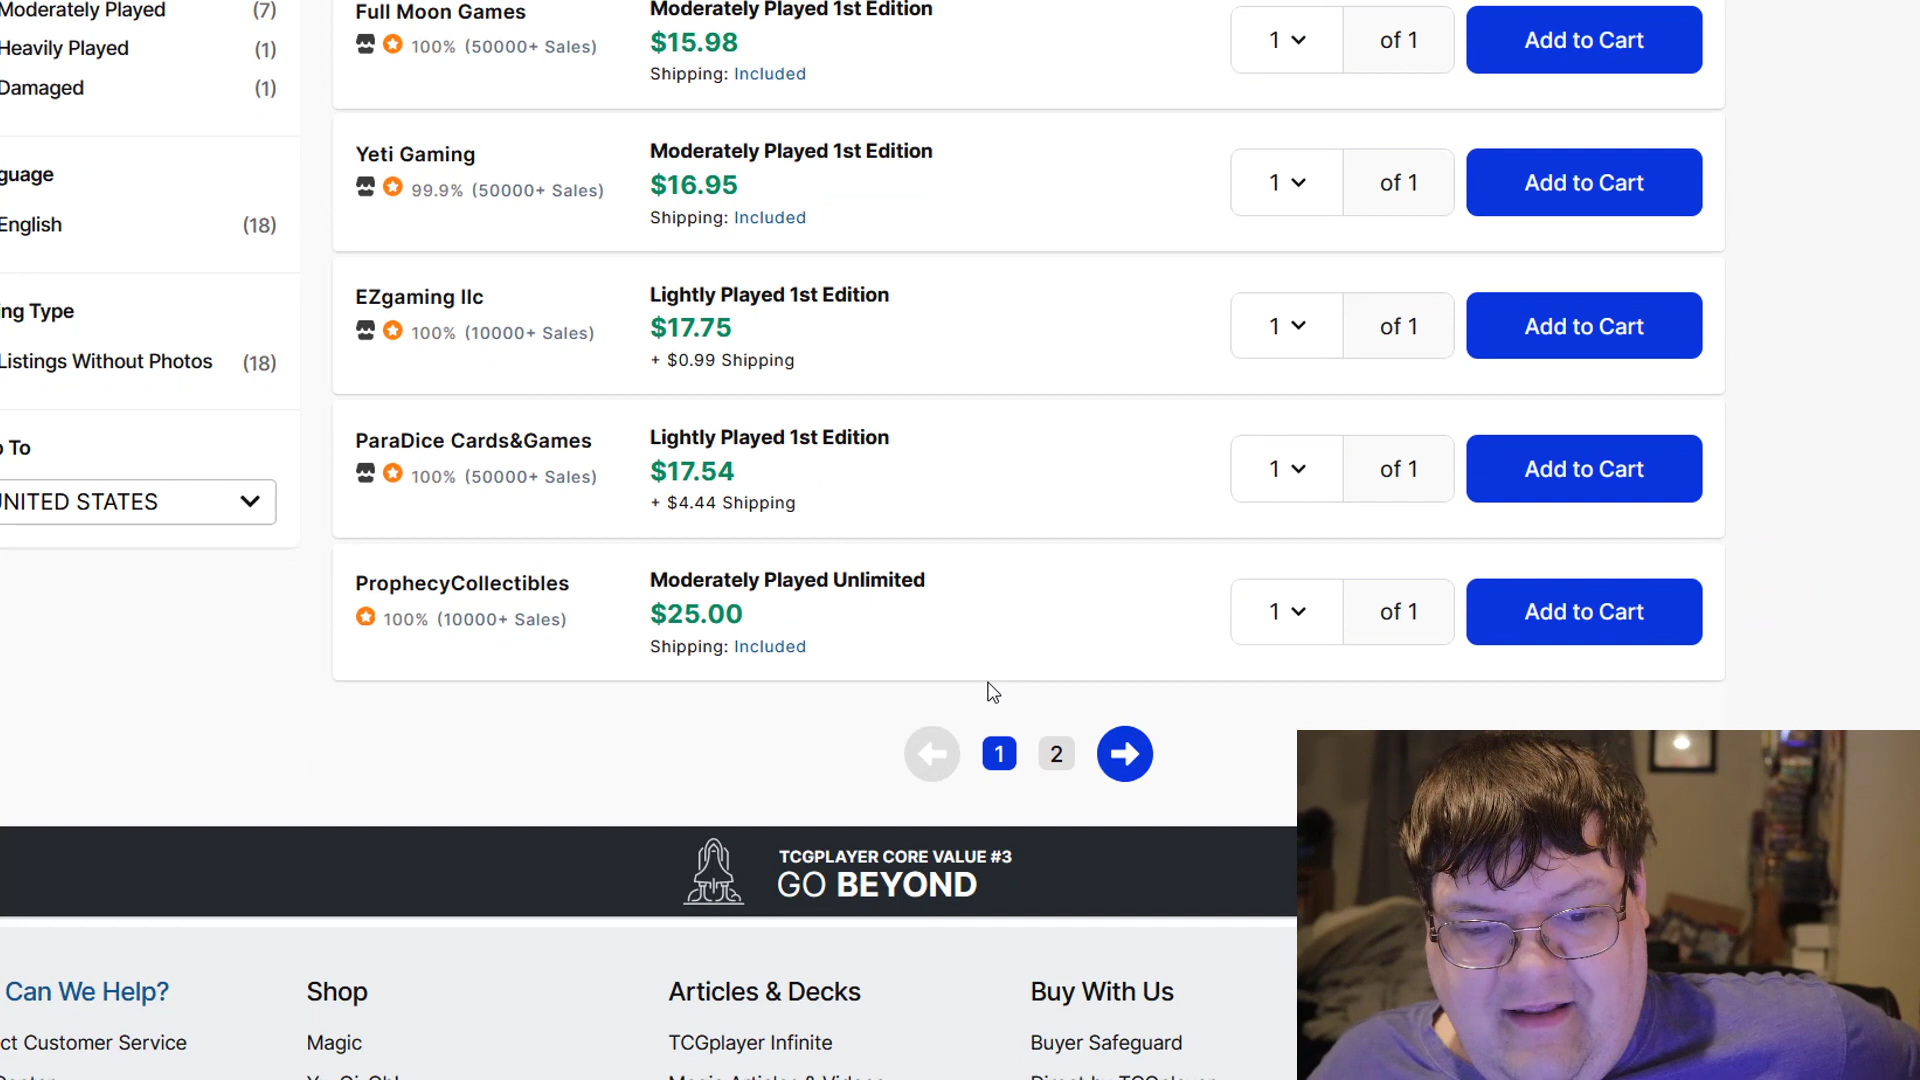 Moderately Played (7)
Heavily Played (1)
Damaged (1)
guage
English (18)
ing Type
Listings Without Photos (18)
To
UNITED STATES
Full Moon Games
100% (50000+ Sales)
Moderately Played 1st Edition
$15.98
Shipping: Included
1 of 1 Add to Cart
Yeti Gaming
99.9% (50000+ Sales)
Moderately Played 1st Edition
$16.95
Shipping: Included
1 of 1 Add to Cart
EZgaming llc
100% (10000+ Sales)
Lightly Played 1st Edition
$17.75
+ $0.99 Shipping
1 of 1 Add to Cart
ParaDice Cards&Games
100% (50000+ Sales)
Lightly Played 1st Edition
$17.54
+ $4.44 Shipping
1 of 1 Add to Cart
ProphecyCollectibles
100% (10000+ Sales)
Moderately Played Unlimited
$25.00
Shipping: Included
1 of 1 Add to Cart
1 2
TCGPLAYER CORE VALUE #3
GO BEYOND
Can We Help?
ct Customer Service
Shop
Magic
Articles & Decks
TCGplayer Infinite
Buy With Us
Buyer Safeguard